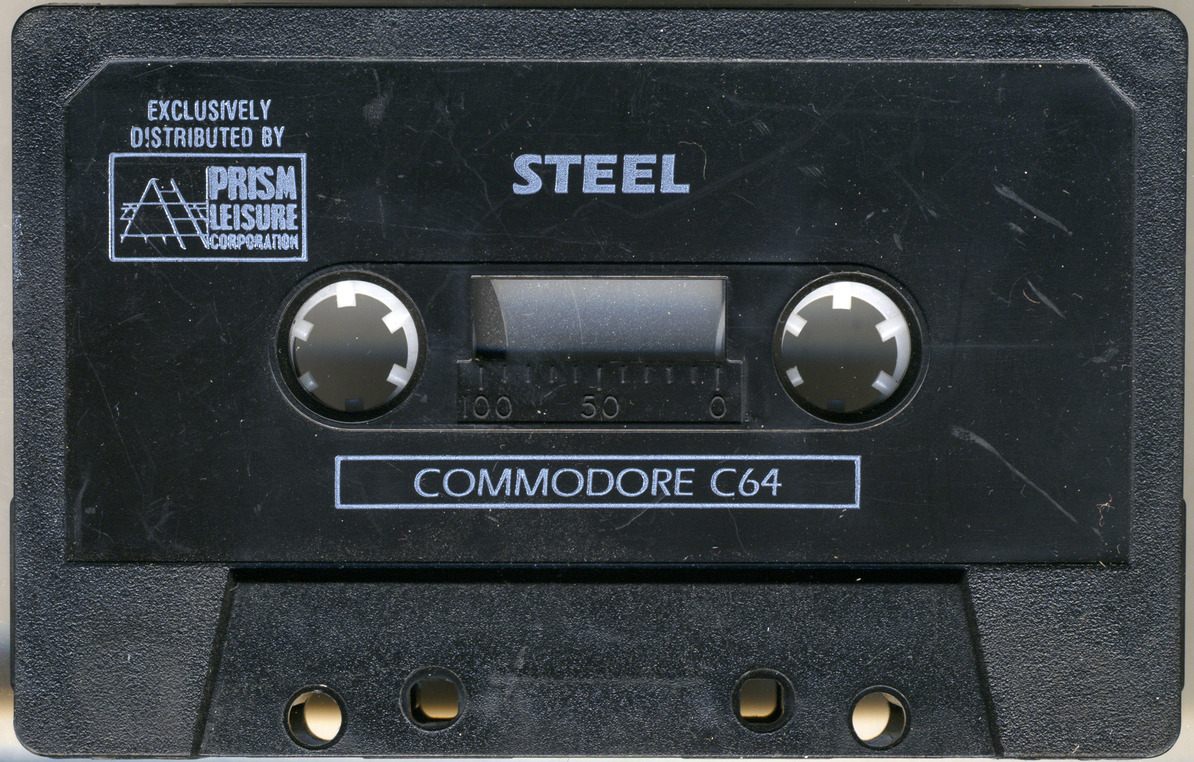 EXCLUSIVELY
DISTRIBUTED BY
PRISM
LEISURE
CORPORATION
STEEL
100 50 0
COMMODORE C64